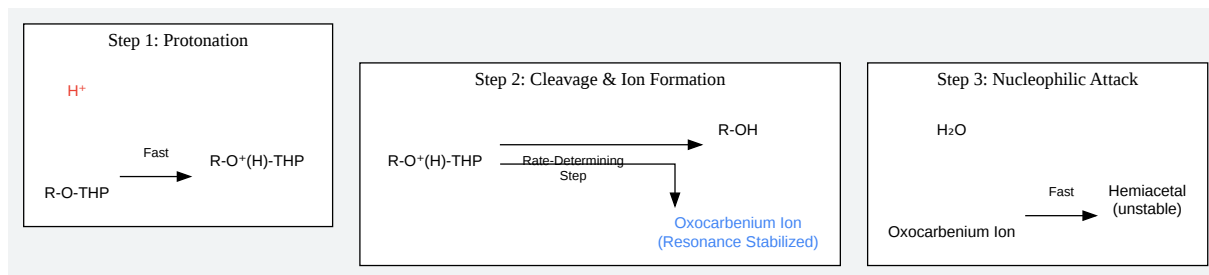 Step 1: Protonation
H⁺
Fast
R-O⁺(H)-THP
R-O-THP
Step 2: Cleavage & Ion Formation
R-OH
R-O⁺(H)-THP
Rate-Determining
Step
Oxocarbenium Ion
(Resonance Stabilized)
Step 3: Nucleophilic Attack
H₂O
Fast
Hemiacetal
(unstable)
Oxocarbenium Ion